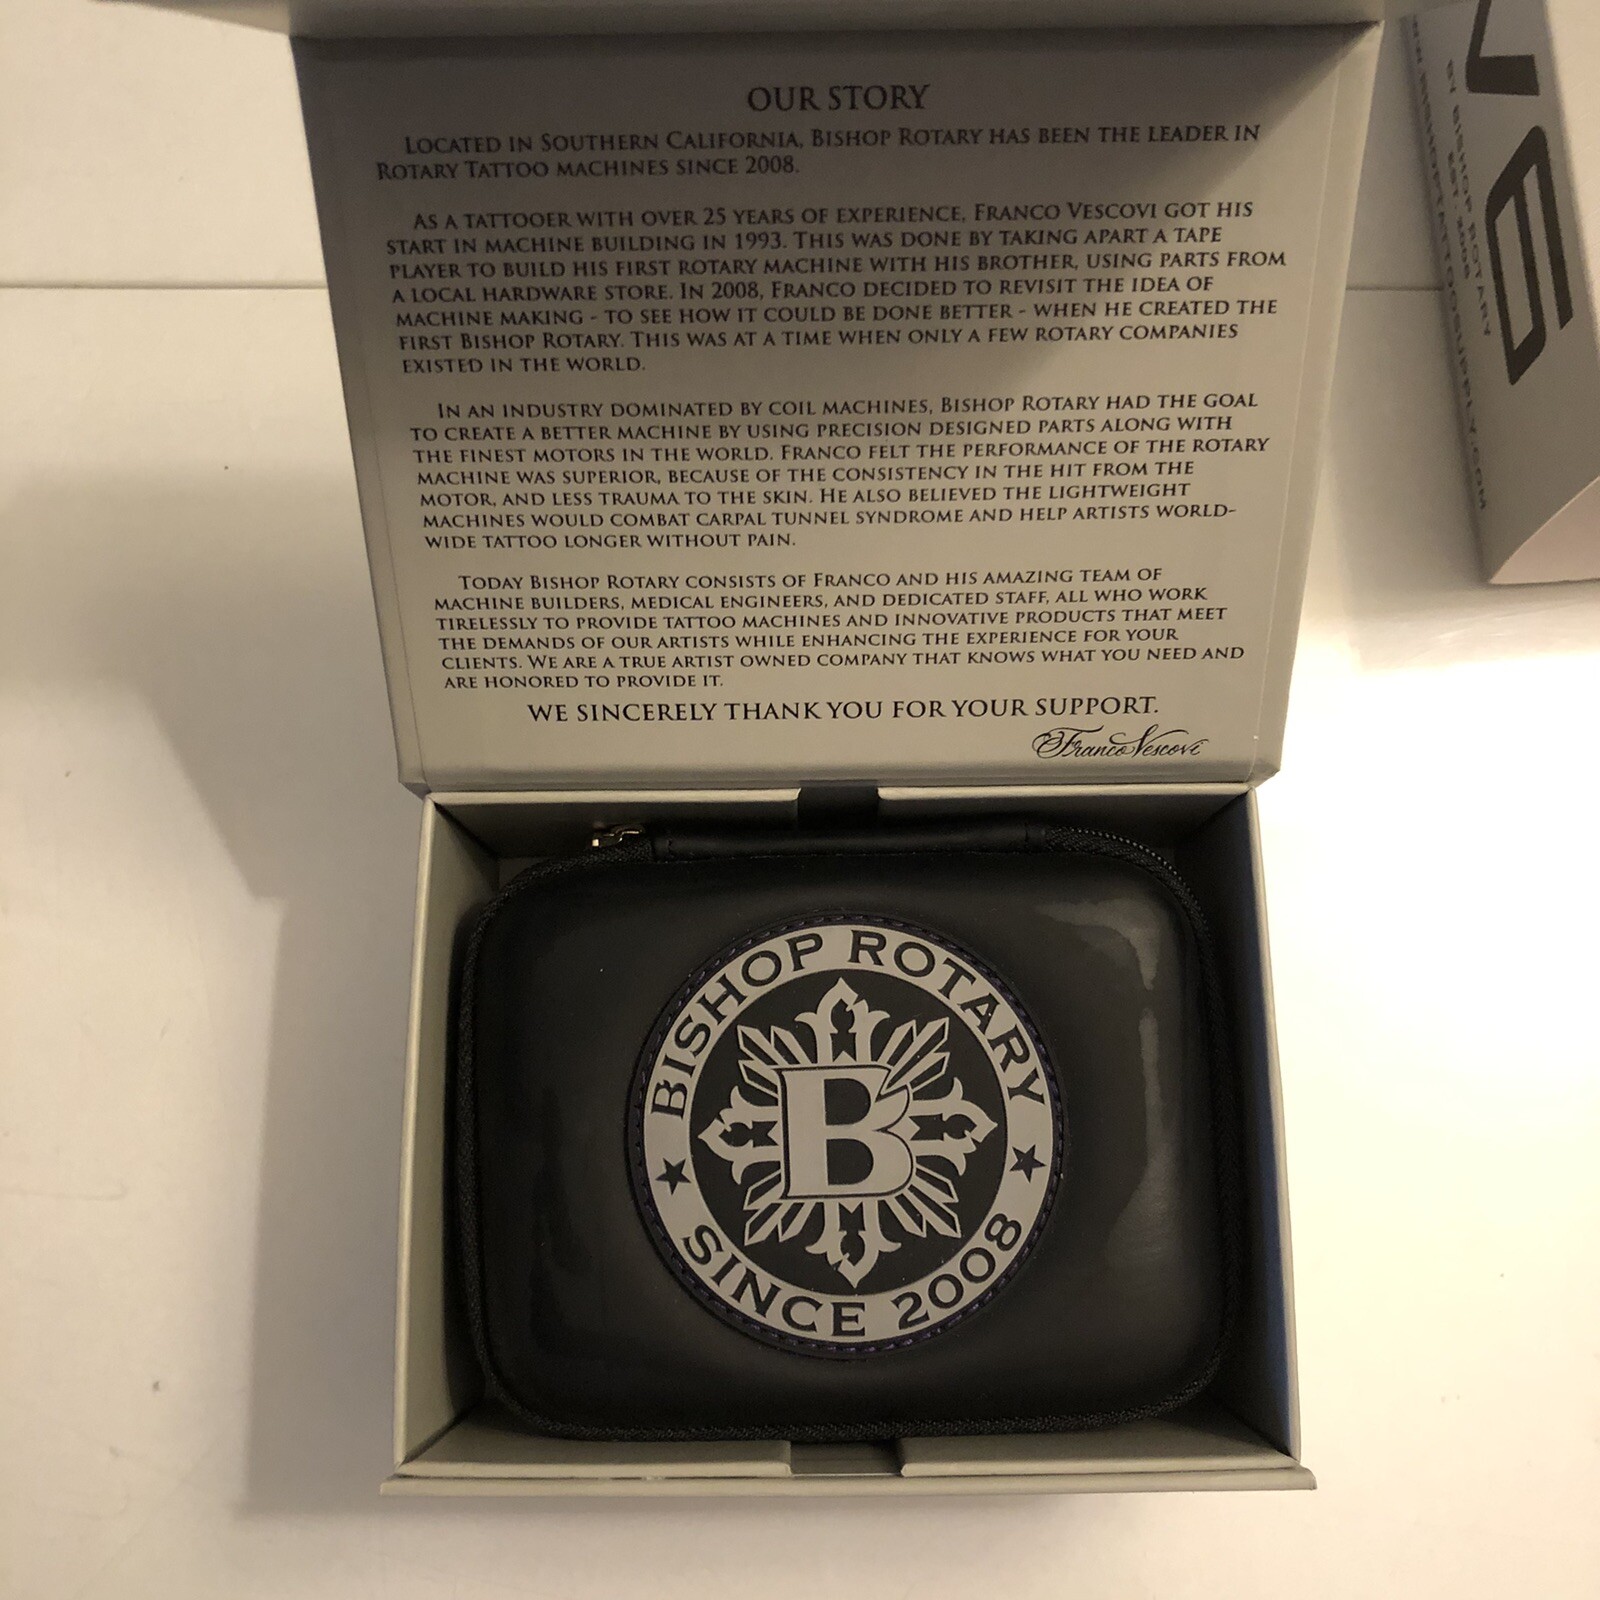 OUR STORY
LOCATED IN SOUTHERN CALIFORNIA, BISHOP ROTARY HAS BEEN THE LEADER IN
ROTARY TATTOO MACHINES SINCE 2008.
AS A TATTOOER WITH OVER 25 YEARS OF EXPERIENCE, FRANCO VESCOVI GOT HIS
START IN MACHINE BUILDING IN 1993. THIS WAS DONE BY TAKING APART A TAPE
PLAYER TO BUILD HIS FIRST ROTARY MACHINE WITH HIS BROTHER, USING PARTS FROM
A LOCAL HARDWARE STORE. IN 2008, FRANCO DECIDED TO REVISIT THE IDEA OF
MACHINE MAKING - TO SEE HOW IT COULD BE DONE BETTER - WHEN HE CREATED THE
FIRST BISHOP ROTARY. THIS WAS AT A TIME WHEN ONLY A FEW ROTARY COMPANIES
EXISTED IN THE WORLD.
IN AN INDUSTRY DOMINATED BY COIL MACHINES, BISHOP ROTARY HAD THE GOAL
TO CREATE A BETTER MACHINE BY USING PRECISION DESIGNED PARTS ALONG WITH
THE FINEST MOTORS IN THE WORLD. FRANCO FELT THE PERFORMANCE OF THE ROTARY
MACHINE WAS SUPERIOR, BECAUSE OF THE CONSISTENCY IN THE HIT FROM THE
MOTOR, AND LESS TRAUMA TO THE SKIN. HE ALSO BELIEVED THE LIGHTWEIGHT
MACHINES WOULD COMBAT CARPAL TUNNEL SYNDROME AND HELP ARTISTS WORLD-
WIDE TATTOO LONGER WITHOUT PAIN.
TODAY BISHOP ROTARY CONSISTS OF FRANCO AND HIS AMAZING TEAM OF
MACHINE BUILDERS, MEDICAL ENGINEERS, AND DEDICATED STAFF, ALL WHO WORK
TIRELESSLY TO PROVIDE TATTOO MACHINES AND INNOVATIVE PRODUCTS THAT MEET
THE DEMANDS OF OUR ARTISTS WHILE ENHANCING THE EXPERIENCE FOR YOUR
CLIENTS. WE ARE A TRUE ARTIST OWNED COMPANY THAT KNOWS WHAT YOU NEED AND
ARE HONORED TO PROVIDE IT.
WE SINCERELY THANK YOU FOR YOUR SUPPORT.
Franco Vescovi
BISHOP ROTARY
B
SINCE 2008
V6
BY BISHOP ROTARY
EST. 2008
WWW.BISHOPTATTOOSUPPLY.COM